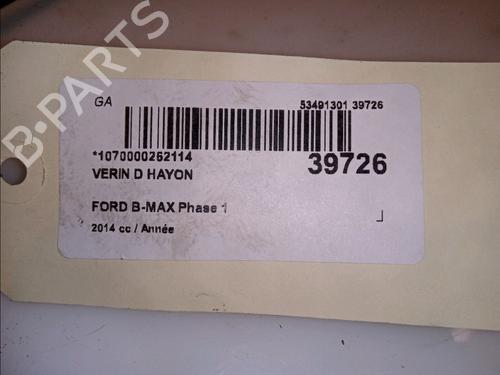 B-PARTS
GA
53491301 39726
*1070000262114
39726
VERIN D HAYON
FORD B-MAX Phase 1
2014 cc / Année